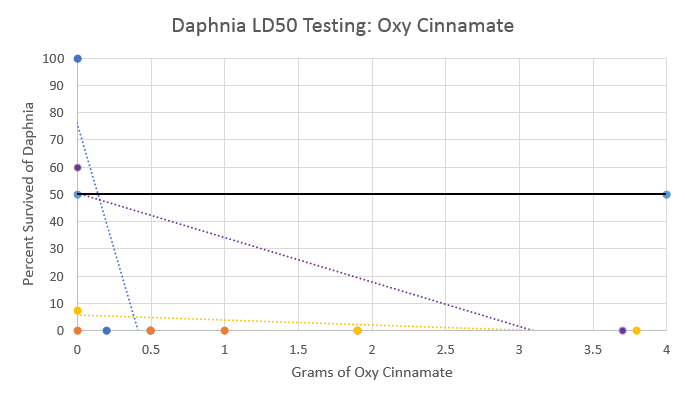 Daphnia LD50 Testing: Oxy Cinnamate
Percent Survived of Daphnia
100
90
80
70
60
50
40
30
20
10
0
0 0.5 1 1.5 2 2.5 3 3.5 4
Grams of Oxy Cinnamate